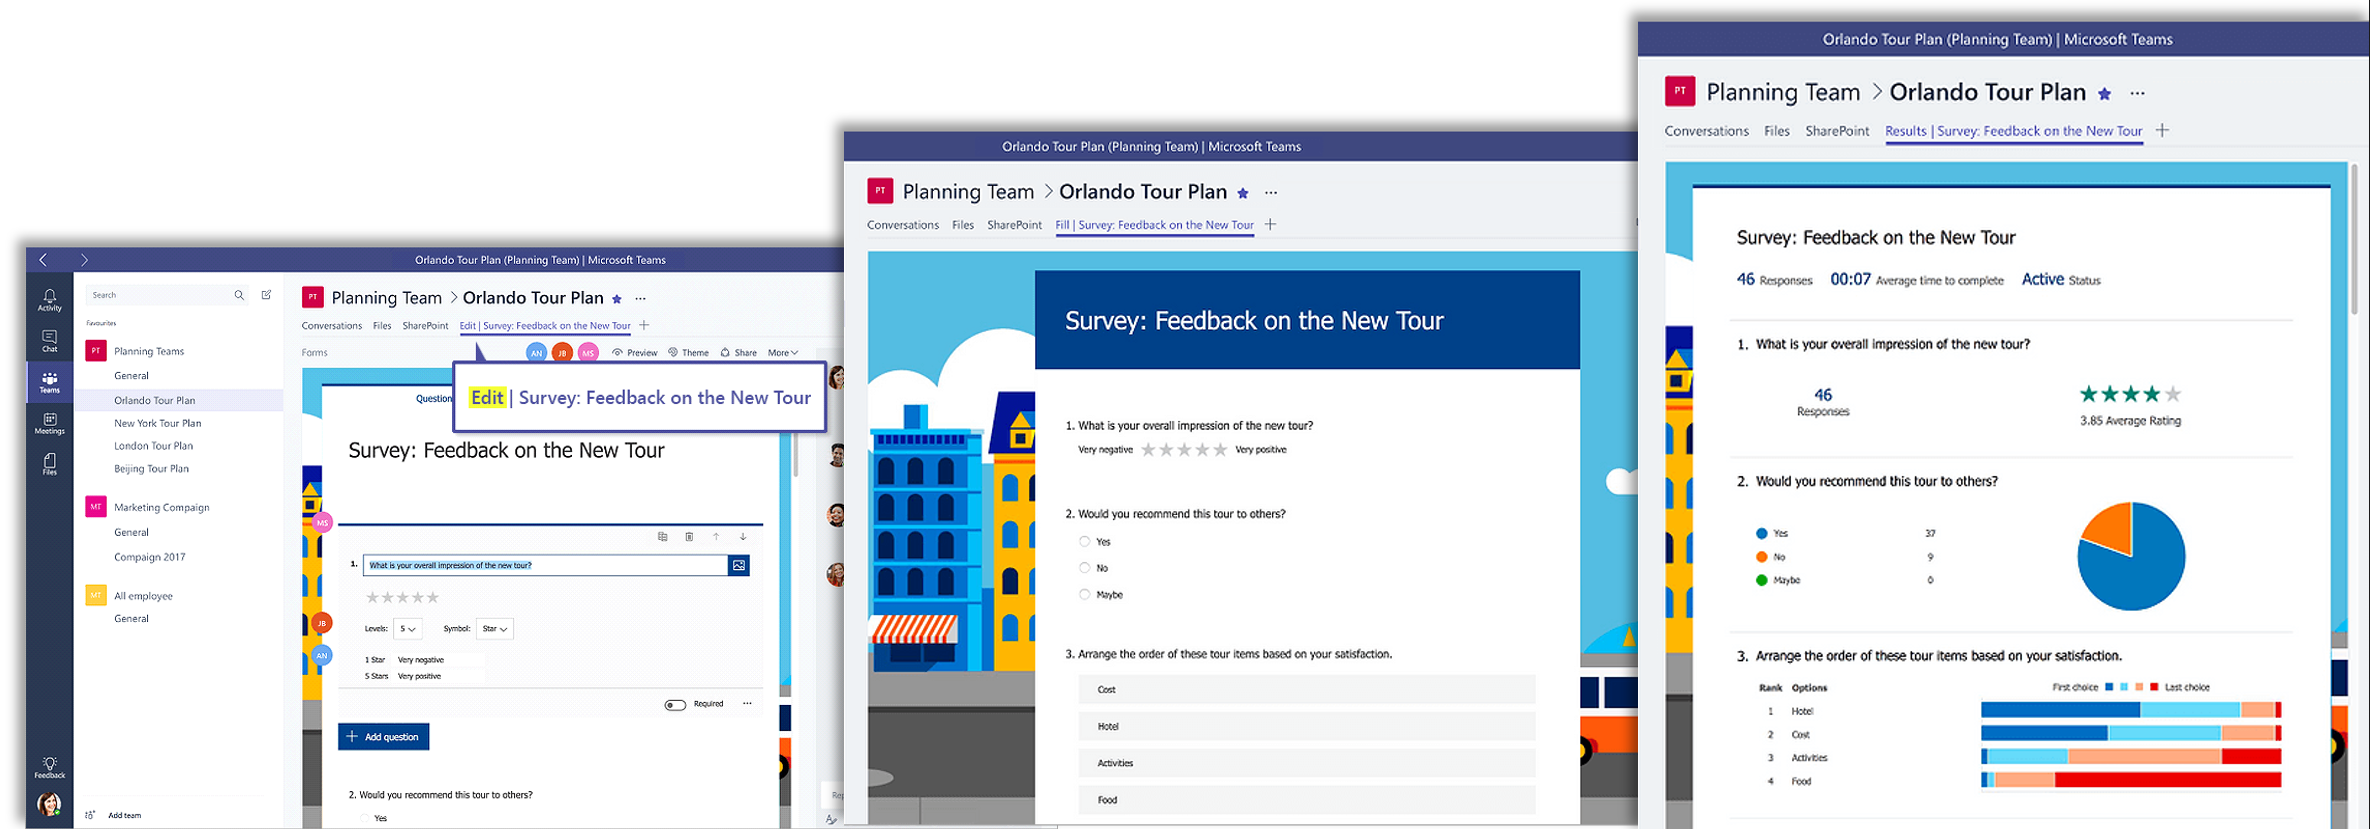 Orlando Tour Plan (Planning Team) | Microsoft Teams
Activity
Chat
Teams
Meetings
Files
Feedback
Search
Favourites
PT Planning Teams
General
Orlando Tour Plan
New York Tour Plan
London Tour Plan
Beijing Tour Plan
MT Marketing Compaign
General
Compaign 2017
MT All employee
General
Add team
PT Planning Team > Orlando Tour Plan ...
Conversations Files SharePoint Edit | Survey: Feedback on the New Tour +
Forms AN JB MS Preview Theme Share More
Question
Edit | Survey: Feedback on the New Tour
Survey: Feedback on the New Tour
MS
1. What is your overall impression of the new tour?
JB
Levels: 5 Symbol: Star
AN
1 Star Very negative
5 Stars Very positive
Required ...
+ Add question
2. Would you recommend this tour to others?
Yes
Rep
Orlando Tour Plan (Planning Team) | Microsoft Teams
PT Planning Team > Orlando Tour Plan ...
Conversations Files SharePoint Fill | Survey: Feedback on the New Tour +
Survey: Feedback on the New Tour
1. What is your overall impression of the new tour?
Very negative Very positive
2. Would you recommend this tour to others?
Yes
No
Maybe
3. Arrange the order of these tour items based on your satisfaction.
Cost
Hotel
Activities
Food
Orlando Tour Plan (Planning Team) | Microsoft Teams
PT Planning Team > Orlando Tour Plan ...
Conversations Files SharePoint Results | Survey: Feedback on the New Tour +
Survey: Feedback on the New Tour
46 Responses 00:07 Average time to complete Active Status
1. What is your overall impression of the new tour?
46
Responses
3.85 Average Rating
2. Would you recommend this tour to others?
Yes 37
No 9
Maybe 0
3. Arrange the order of these tour items based on your satisfaction.
Rank Options First choice Last choice
1 Hotel
2 Cost
3 Activities
4 Food